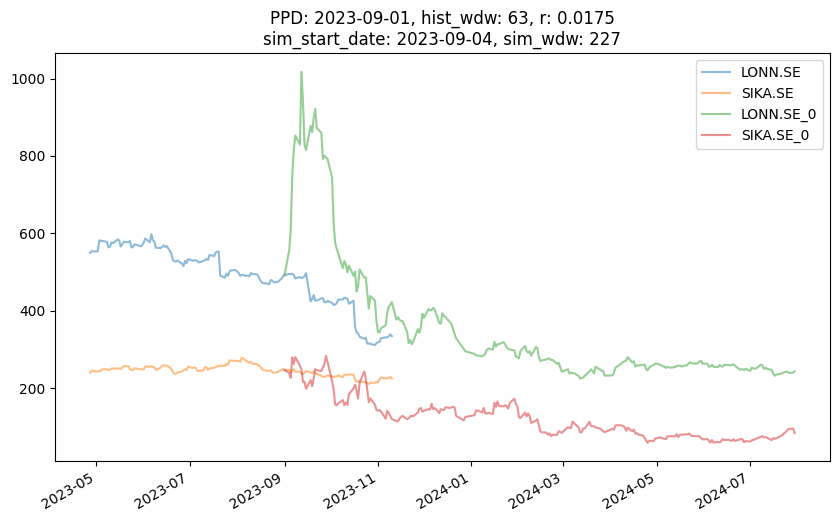 PPD: 2023-09-01, hist_wdw: 63, r: 0.0175
sim_start_date: 2023-09-04, sim_wdw: 227
LONN.SE
SIKA.SE
LONN.SE_0
SIKA.SE_0
1000
800
600
400
200
2023-05
2023-07
2023-09
2023-11
2024-01
2024-03
2024-05
2024-07